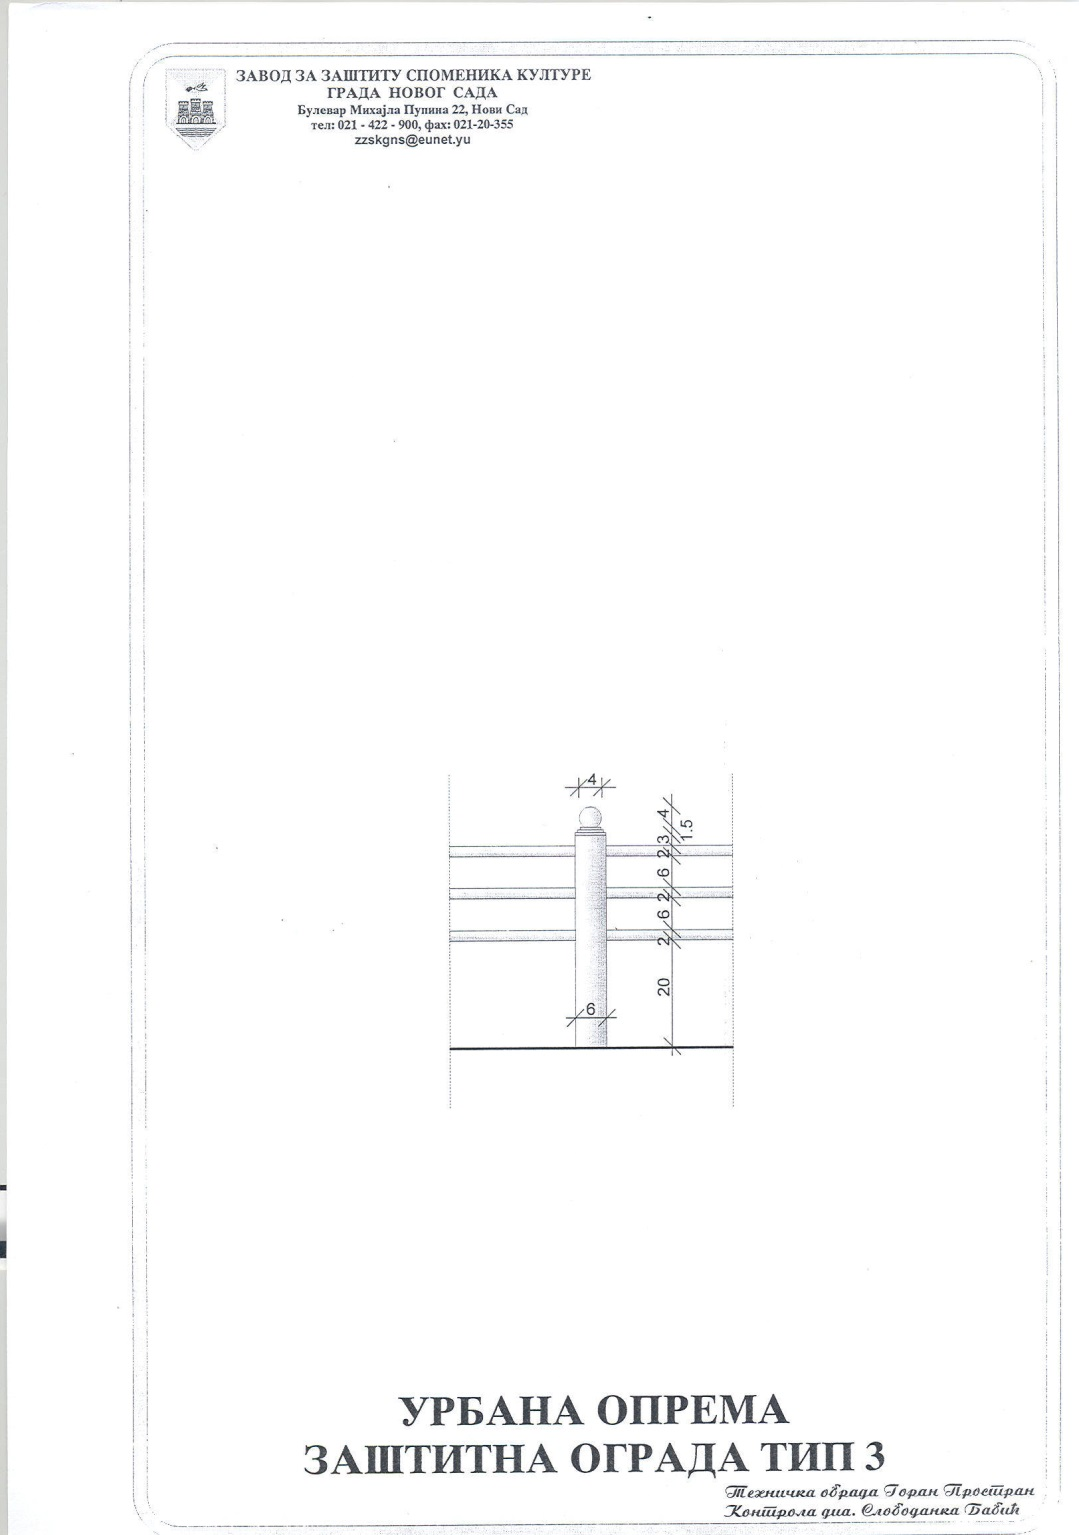 ЗАВОД ЗА ЗАШТИТУ СПОМЕНИКА КУЛТУРЕ
ГРАДА НОВОГ САДА
Булевар Михајла Пупина 22, Нови Сад
тел: 021 - 422 - 900, фах: 021-20-355
zzskgns@eunet.yu
4
4
1.5
3
2
6
2
6
2
20
6
УРБАНА ОПРЕМА
ЗАШТИТНА ОГРАДА ТИП 3
Техничка обрада Горан Простран
Контрола диа. Слободанка Бабић